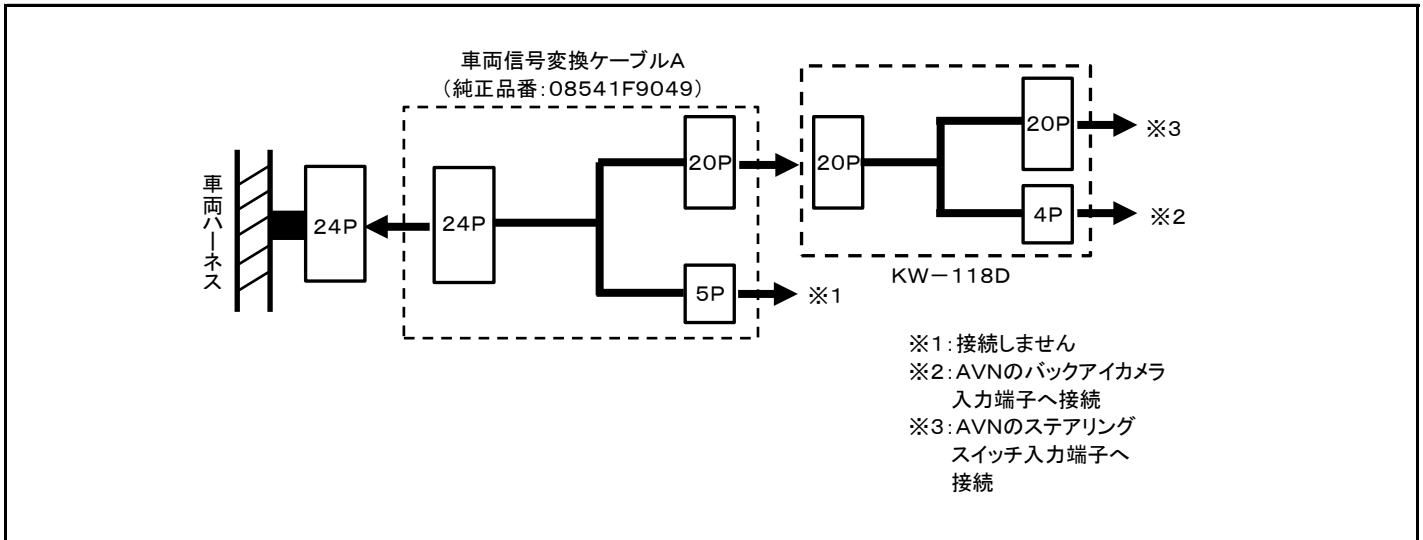 車両信号変換ケーブルA
(純正品番:08541F9049)
車両ハーネス
24P
24P
20P
5P
※1
20P
20P
※3
4P
※2
KW-118D
※1:接続しません
※2:AVNのバックアイカメラ
入力端子へ接続
※3:AVNのステアリング
スイッチ入力端子へ
接続